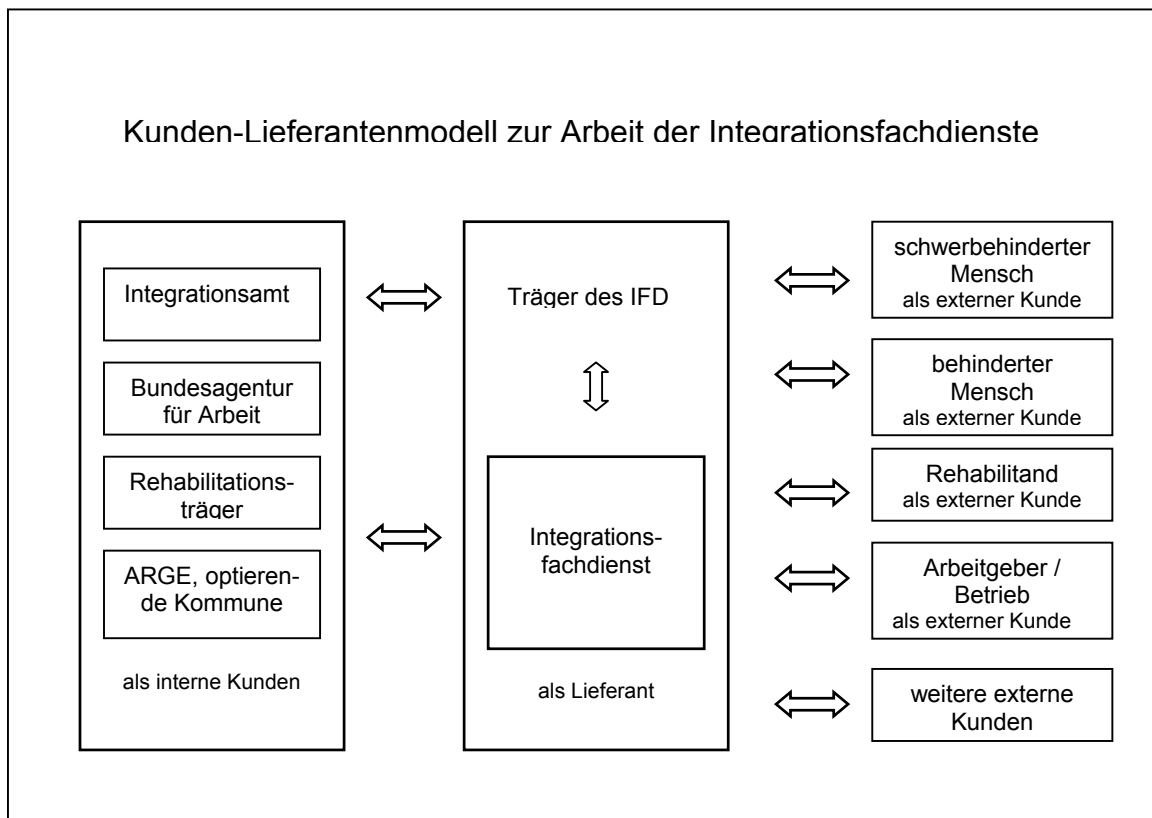 Kunden-Lieferantenmodell zur Arbeit der Integrationsfachdienste
Integrationsamt
Bundesagentur
für Arbeit
Rehabilitations-
träger
ARGE, optieren-
de Kommune
als interne Kunden
Träger des IFD
Integrations-
fachdienst
als Lieferant
schwerbehinderter
Mensch
als externer Kunde
behinderter
Mensch
als externer Kunde
Rehabilitand
als externer Kunde
Arbeitgeber /
Betrieb
als externer Kunde
weitere externe
Kunden